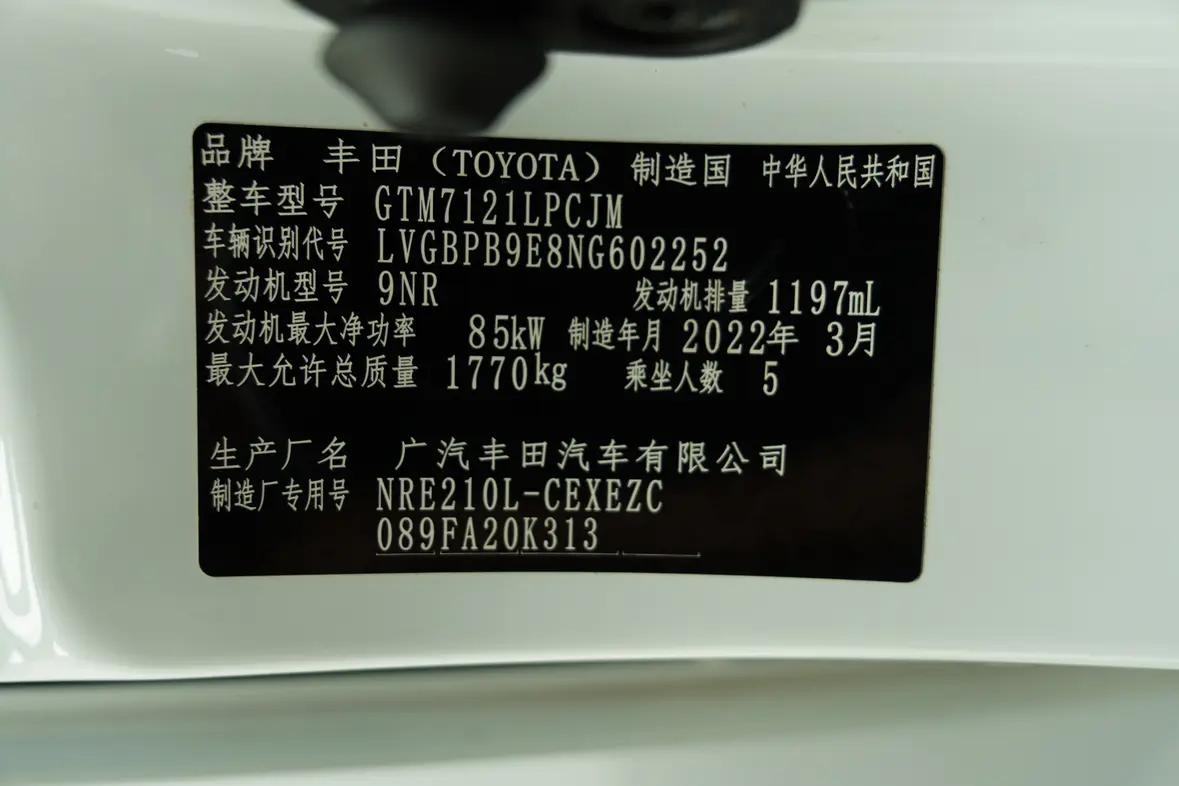 品牌 丰田（TOYOTA） 制造国 中华人民共和国
整车型号 GTM7121LPCJM
车辆识别代号 LVGBPB9E8NG602252
发动机型号 9NR 发动机排量 1197mL
发动机最大净功率 85kW 制造年月 2022年 3月
最大允许总质量 1770kg 乘坐人数 5
生产厂名 广汽丰田汽车有限公司
制造厂专用号 NRE210L-CEXEZC
089FA20K313